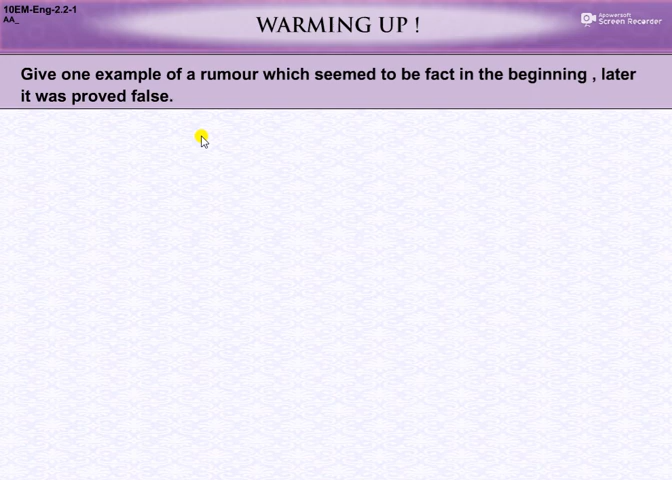 10EM-Eng-2.2-1
AA_
WARMING UP !
Apowersoft
Screen Recorder
Give one example of a rumour which seemed to be fact in the beginning , later
it was proved false.